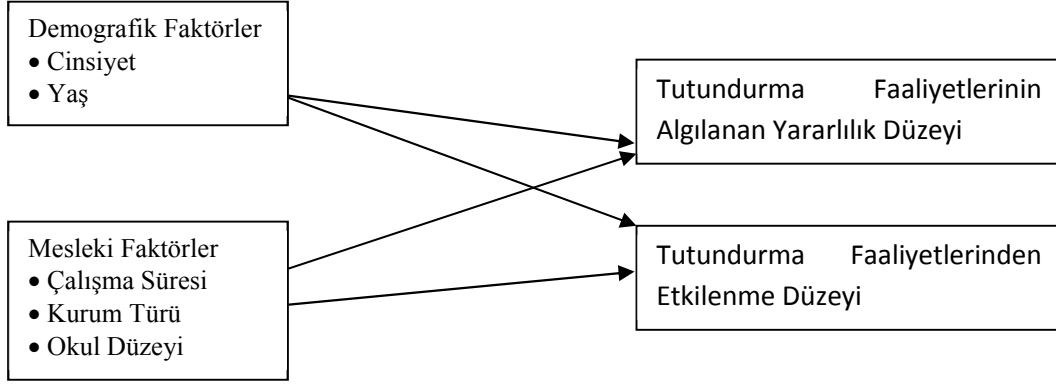 Demografik Faktörler
• Cinsiyet
• Yaş
Tutundurma Faaliyetlerinin
Algılanan Yararlılık Düzeyi
Mesleki Faktörler
• Çalışma Süresi
• Kurum Türü
• Okul Düzeyi
Tutundurma Faaliyetlerinden
Etkilenme Düzeyi